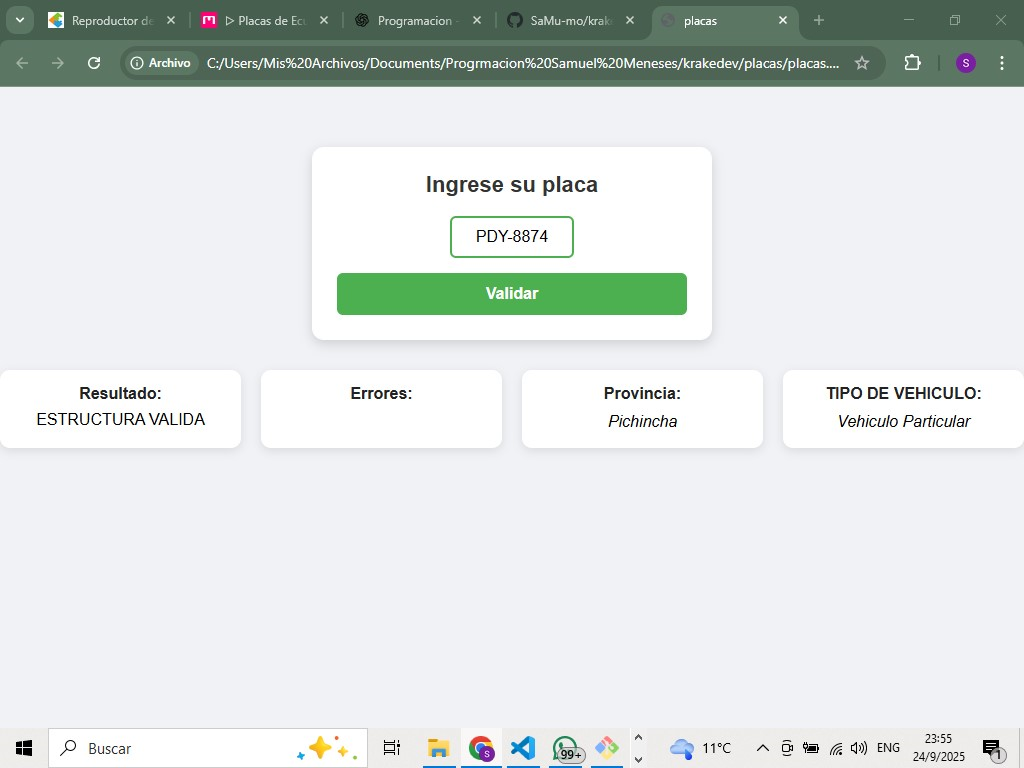 Reproductor de
Placas de Ecu
Programacion
SaMu-mo/krak
placas
Archivo
C:/Users/Mis%20Archivos/Documents/Progrmacion%20Samuel%20Meneses/krakedev/placas/placas....
S
Ingrese su placa
PDY-8874
Validar
Resultado:
ESTRUCTURA VALIDA
Errores:
Provincia:
Pichincha
TIPO DE VEHICULO:
Vehiculo Particular
Buscar
S
99+
11°C
ENG
23:55
24/9/2025
1